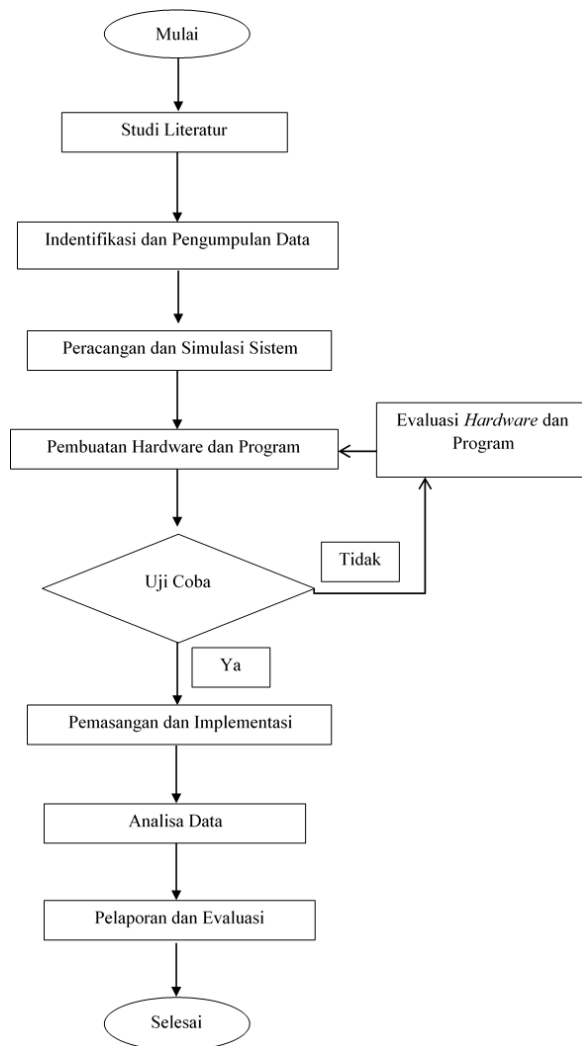 Mulai
Studi Literatur
Indentifikasi dan Pengumpulan Data
Peracangan dan Simulasi Sistem
Pembuatan Hardware dan Program
Evaluasi Hardware dan
Program
Uji Coba
Tidak
Ya
Pemasangan dan Implementasi
Analisa Data
Pelaporan dan Evaluasi
Selesai